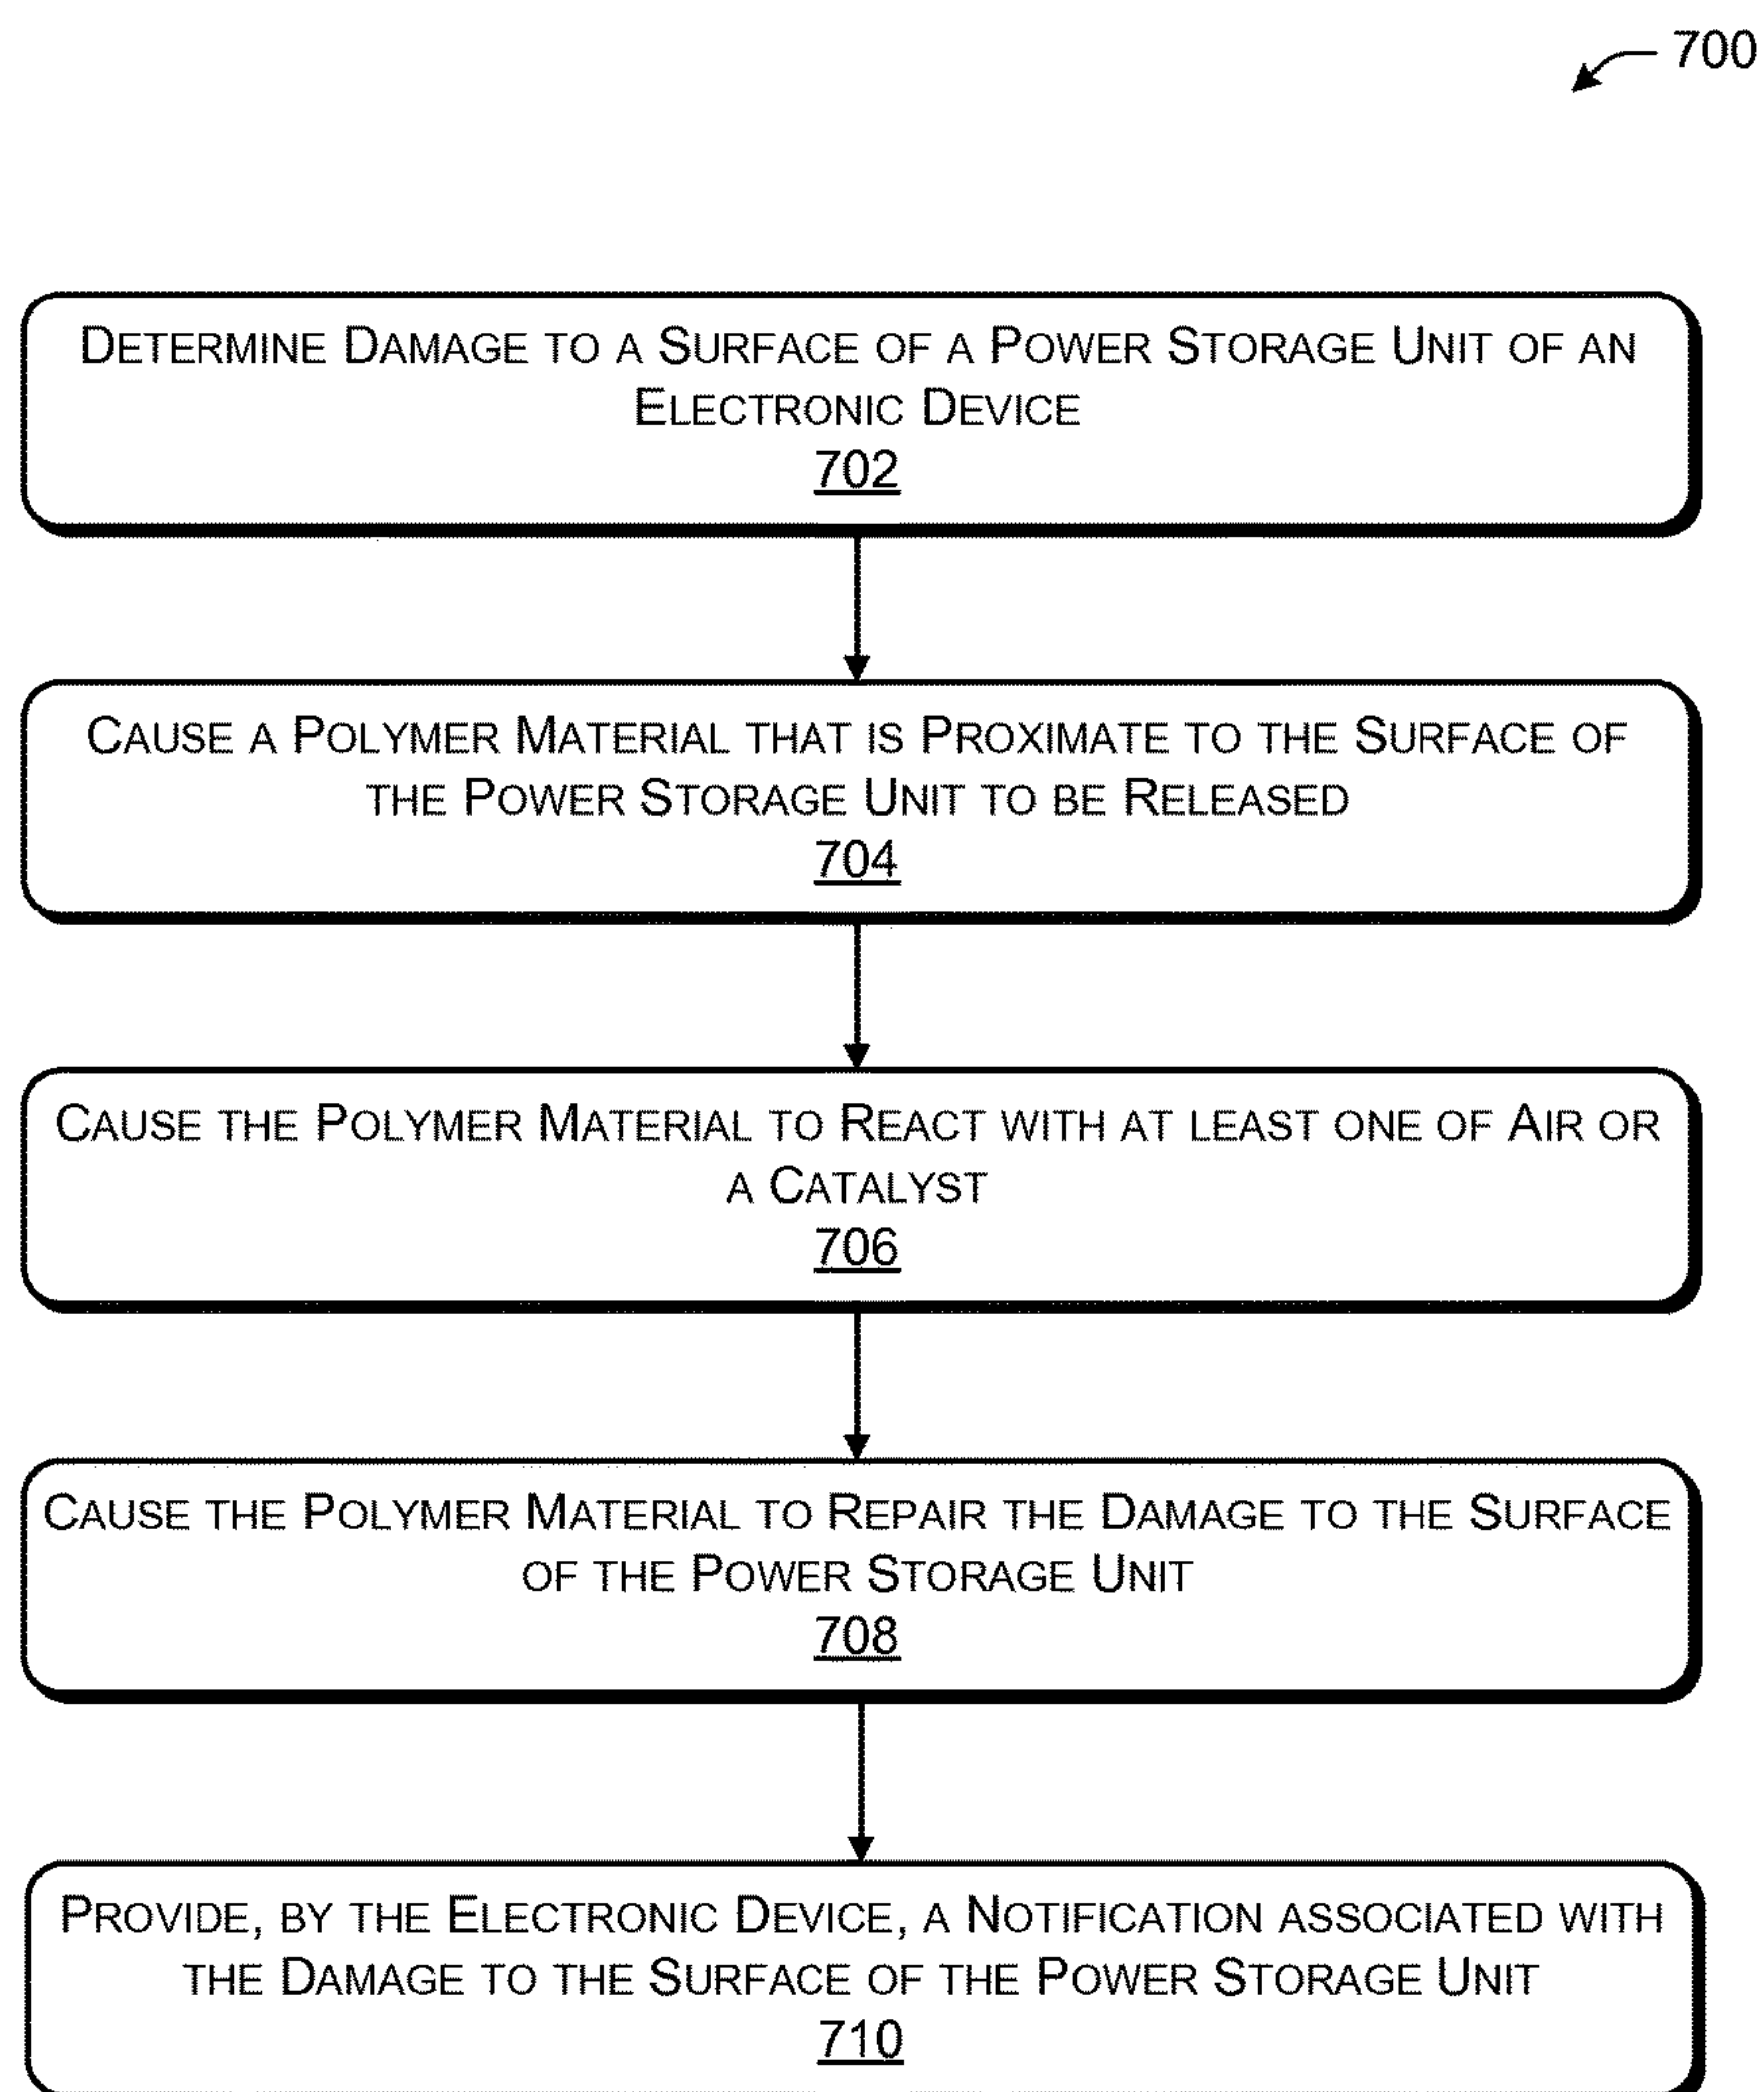 700
DETERMINE DAMAGE TO A SURFACE OF A POWER STORAGE UNIT OF AN
ELECTRONIC DEVICE
702
CAUSE A POLYMER MATERIAL THAT IS PROXIMATE TO THE SURFACE OF
THE POWER STORAGE UNIT TO BE RELEASED
704
CAUSE THE POLYMER MATERIAL TO REACT WITH AT LEAST ONE OF AIR OR
A CATALYST
706
CAUSE THE POLYMER MATERIAL TO REPAIR THE DAMAGE TO THE SURFACE
OF THE POWER STORAGE UNIT
708
PROVIDE, BY THE ELECTRONIC DEVICE, A NOTIFICATION ASSOCIATED WITH
THE DAMAGE TO THE SURFACE OF THE POWER STORAGE UNIT
710